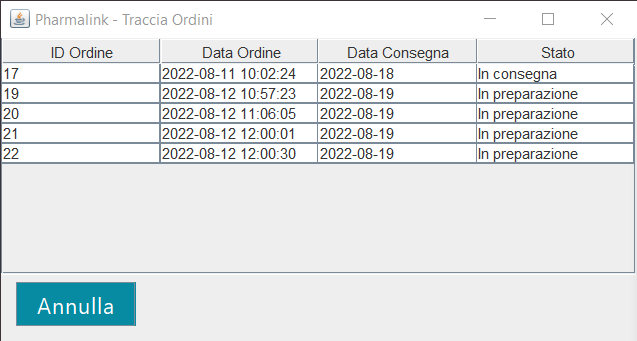 Pharmalink - Traccia Ordini
ID Ordine Data Ordine Data Consegna Stato
17 2022-08-11 10:02:24 2022-08-18 In consegna
19 2022-08-12 10:57:23 2022-08-19 In preparazione
20 2022-08-12 11:06:05 2022-08-19 In preparazione
21 2022-08-12 12:00:01 2022-08-19 In preparazione
22 2022-08-12 12:00:30 2022-08-19 In preparazione
Annulla